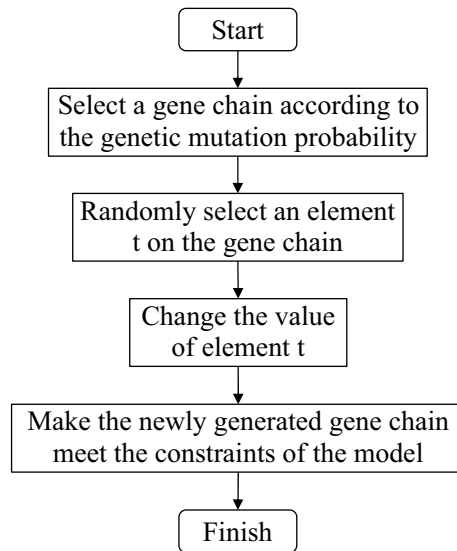 Start
Select a gene chain according to
the genetic mutation probability
Randomly select an element
t on the gene chain
Change the value
of element t
Make the newly generated gene chain
meet the constraints of the model
Finish